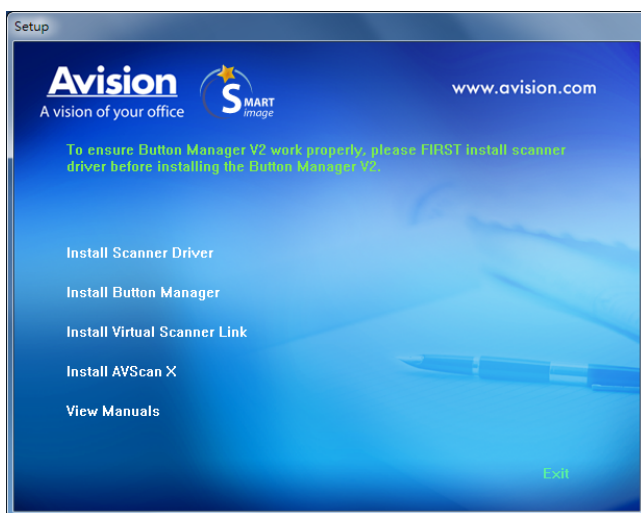 Setup
Avision
A vision of your office
SMART
image
www.avision.com
To ensure Button Manager V2 work properly, please FIRST install scanner
driver before installing the Button Manager V2.
Install Scanner Driver
Install Button Manager
Install Virtual Scanner Link
Install AVScan X
View Manuals
Exit